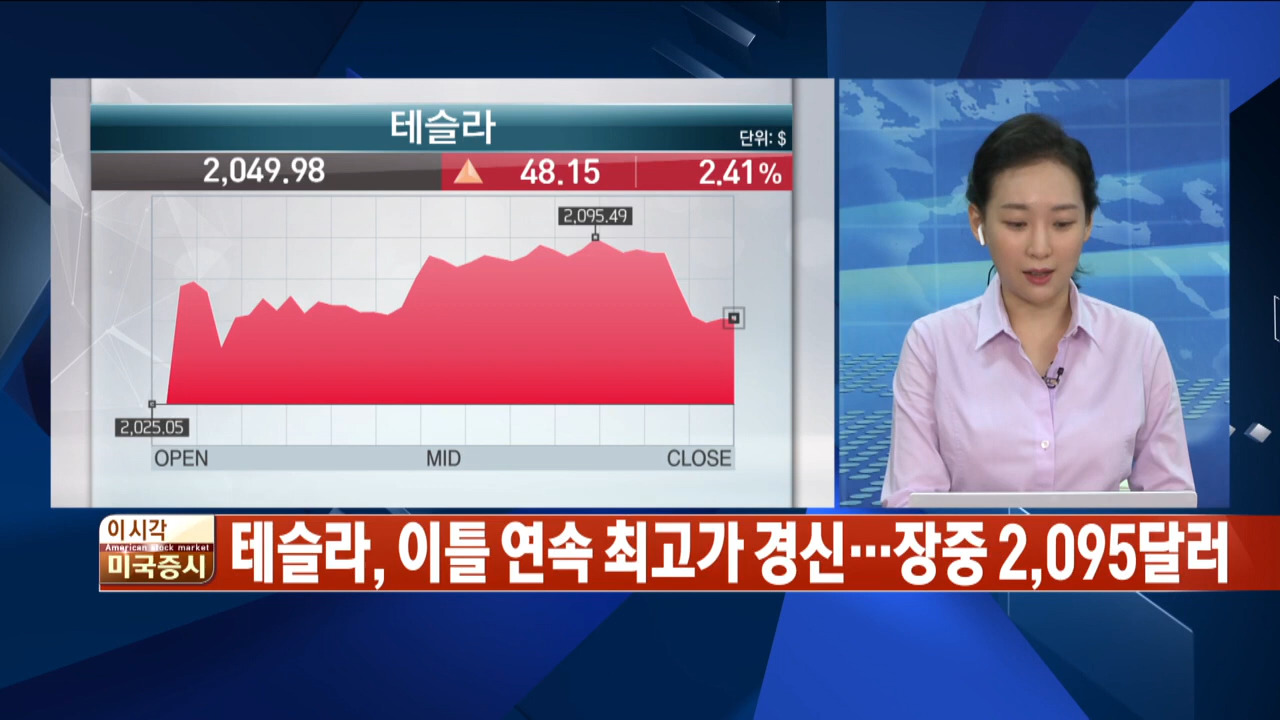 테슬라
단위: $
2,049.98 ▲ 48.15 2.41%
2,095.49
2,025.05
OPEN MID CLOSE
이 시각
American stock market
미국증시
테슬라, 이틀 연속 최고가 경신…장중 2,095달러